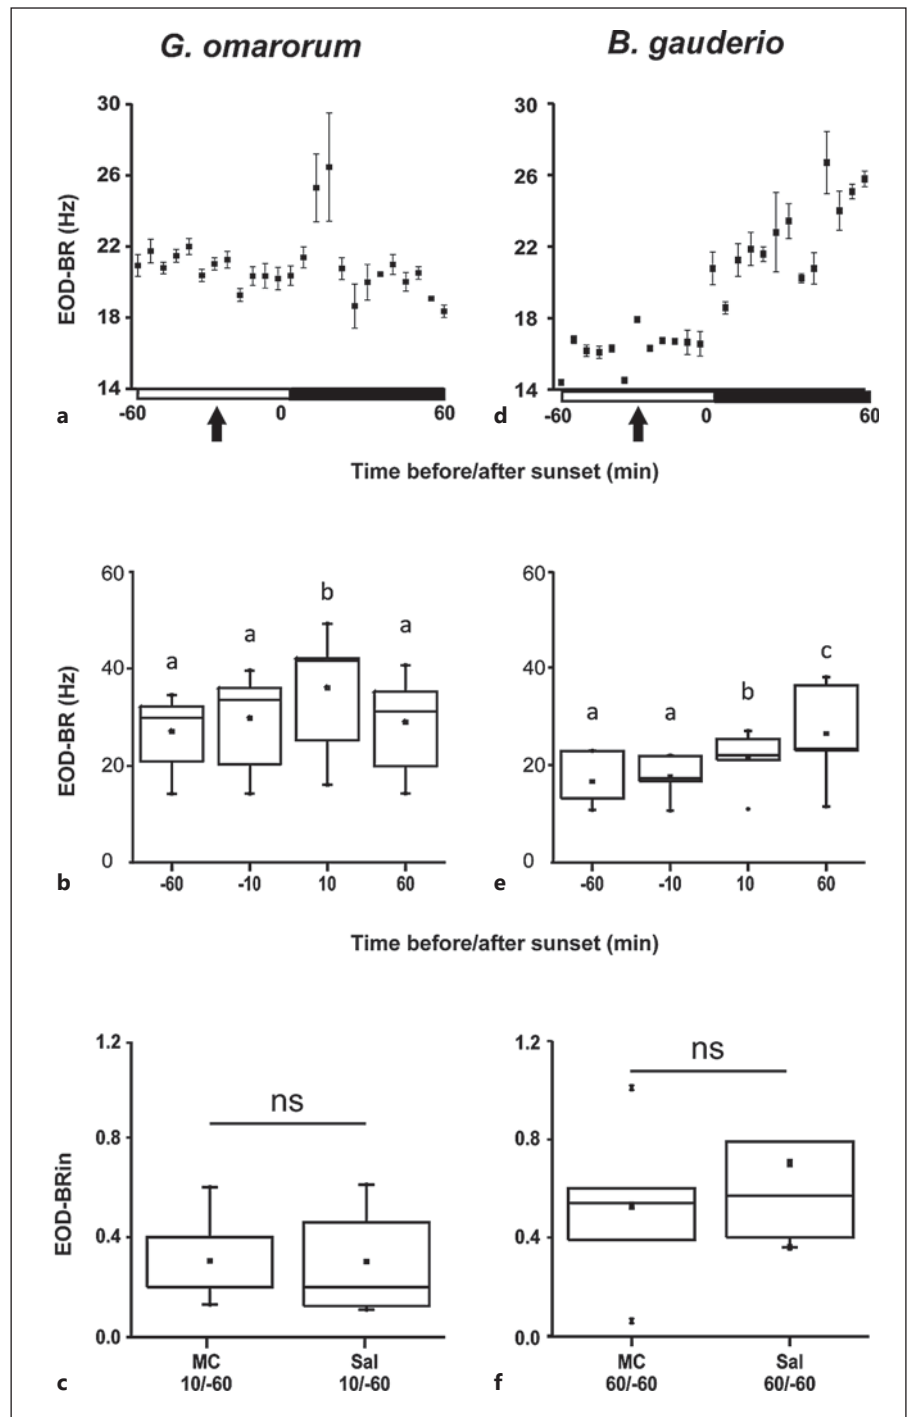 G. omarorum
B. gauderio
30
26
22
18
14
EOD-BR (Hz)
-60
0
60
a
30
26
22
18
14
-60
0
60
d
Time before/after sunset (min)
60
40
20
0
EOD-BR (Hz)
a
a
b
a
-60
-10
10
60
b
60
40
20
0
a
a
b
c
-60
-10
10
60
e
Time before/after sunset (min)
1.2
0.8
0.4
0.0
EOD-BRin
ns
MC
10/-60
Sal
10/-60
c
1.2
0.8
0.4
0.0
ns
MC
60/-60
Sal
60/-60
f